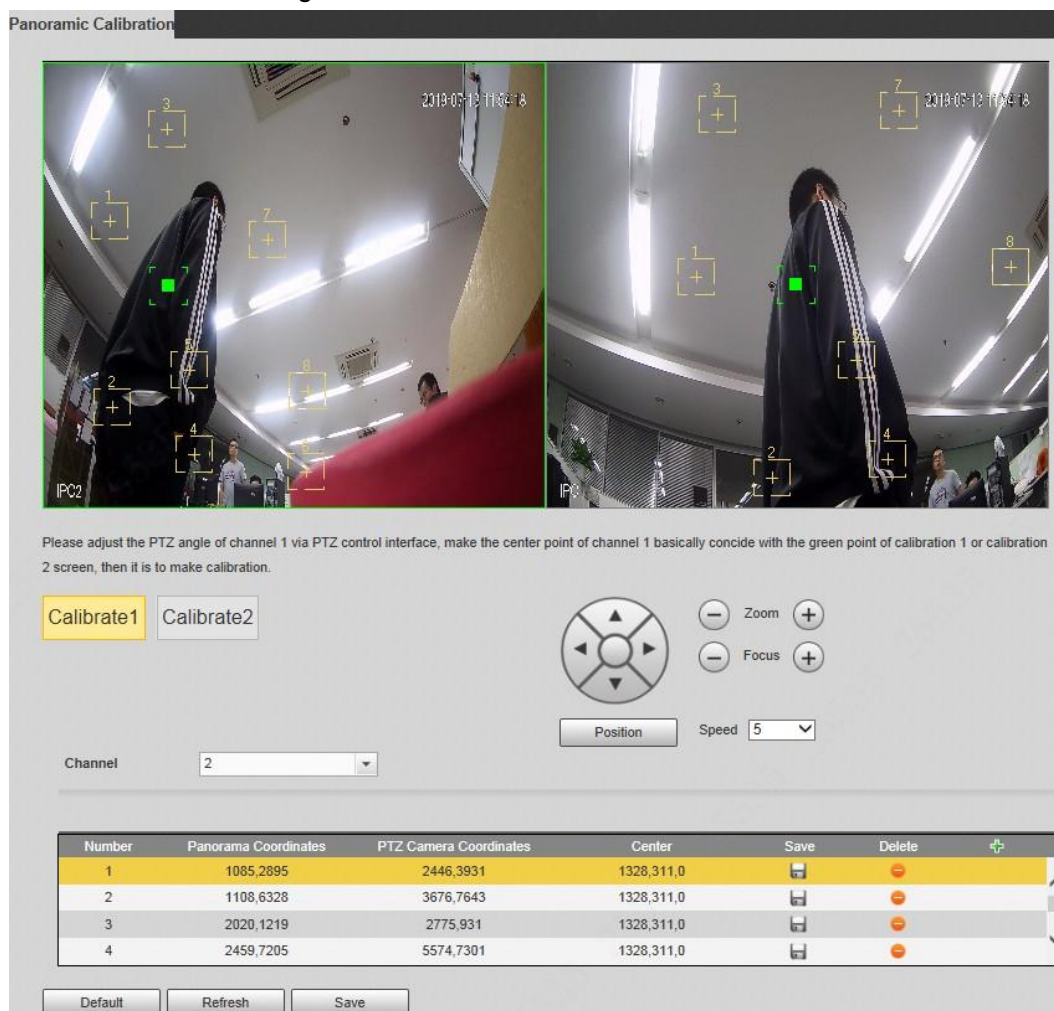 Panoramic Calibration
2019-07-13 11:54:18
3
1
7
5
8
2
4
6
IPC2
3
7
2019-07-13 11:54:18
8
1
5
4
2
IPC
Please adjust the PTZ angle of channel 1 via PTZ control interface, make the center point of channel 1 basically concide with the green point of calibration 1 or calibration
2 screen, then it is to make calibration.
Calibrate1 Calibrate2
Zoom
Focus
Position Speed 5
Channel 2
Number Panorama Coordinates PTZ Camera Coordinates Center Save Delete
1 1085,2895 2446,3931 1328,311,0
2 1108,6328 3676,7643 1328,311,0
3 2020,1219 2775,931 1328,311,0
4 2459,7205 5574,7301 1328,311,0
Default Refresh Save